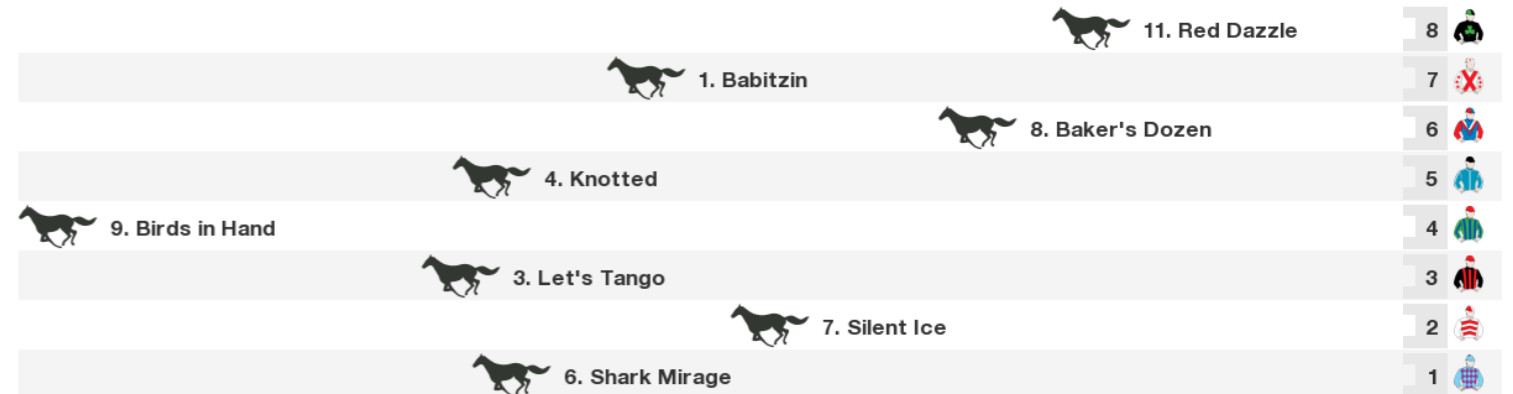 11. Red Dazzle 8
1. Babitzin 7
8. Baker's Dozen 6
4. Knotted 5
9. Birds in Hand 4
3. Let's Tango 3
7. Silent Ice 2
6. Shark Mirage 1